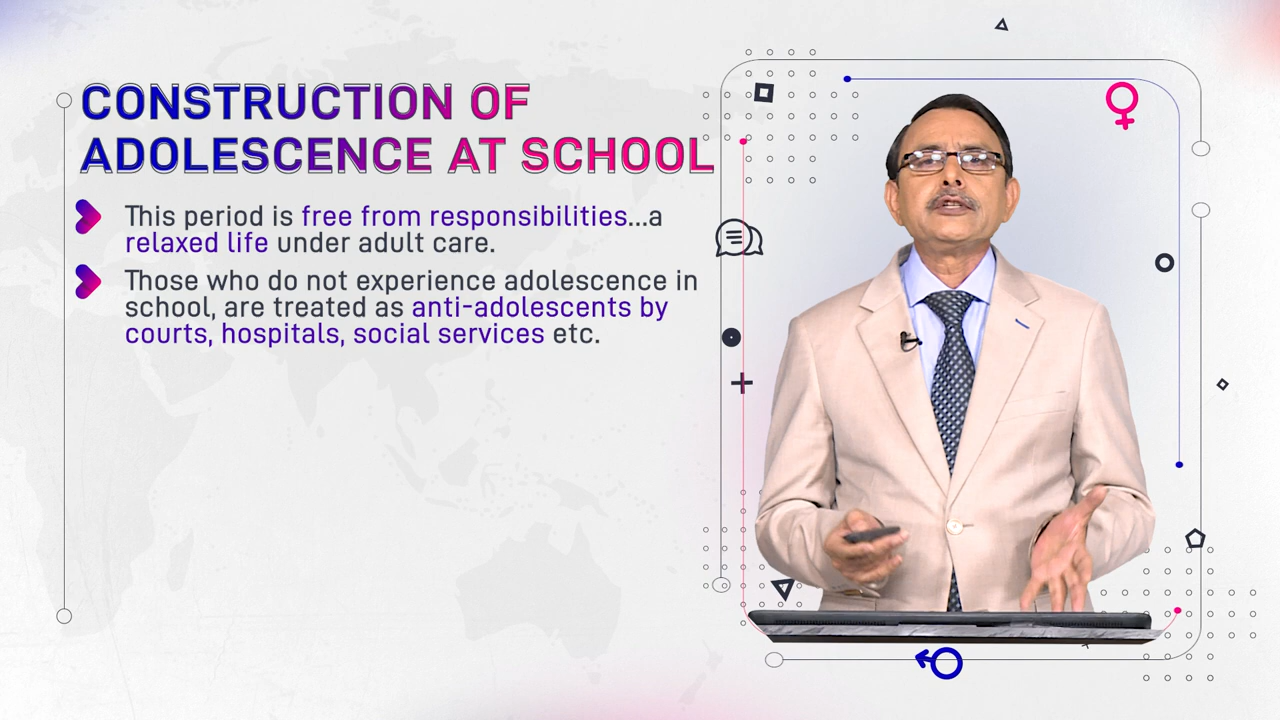 CONSTRUCTION OF
ADOLESCENCE AT SCHOOL
This period is free from responsibilities...a
relaxed life under adult care.
Those who do not experience adolescence in
school, are treated as anti-adolescents by
courts, hospitals, social services etc.